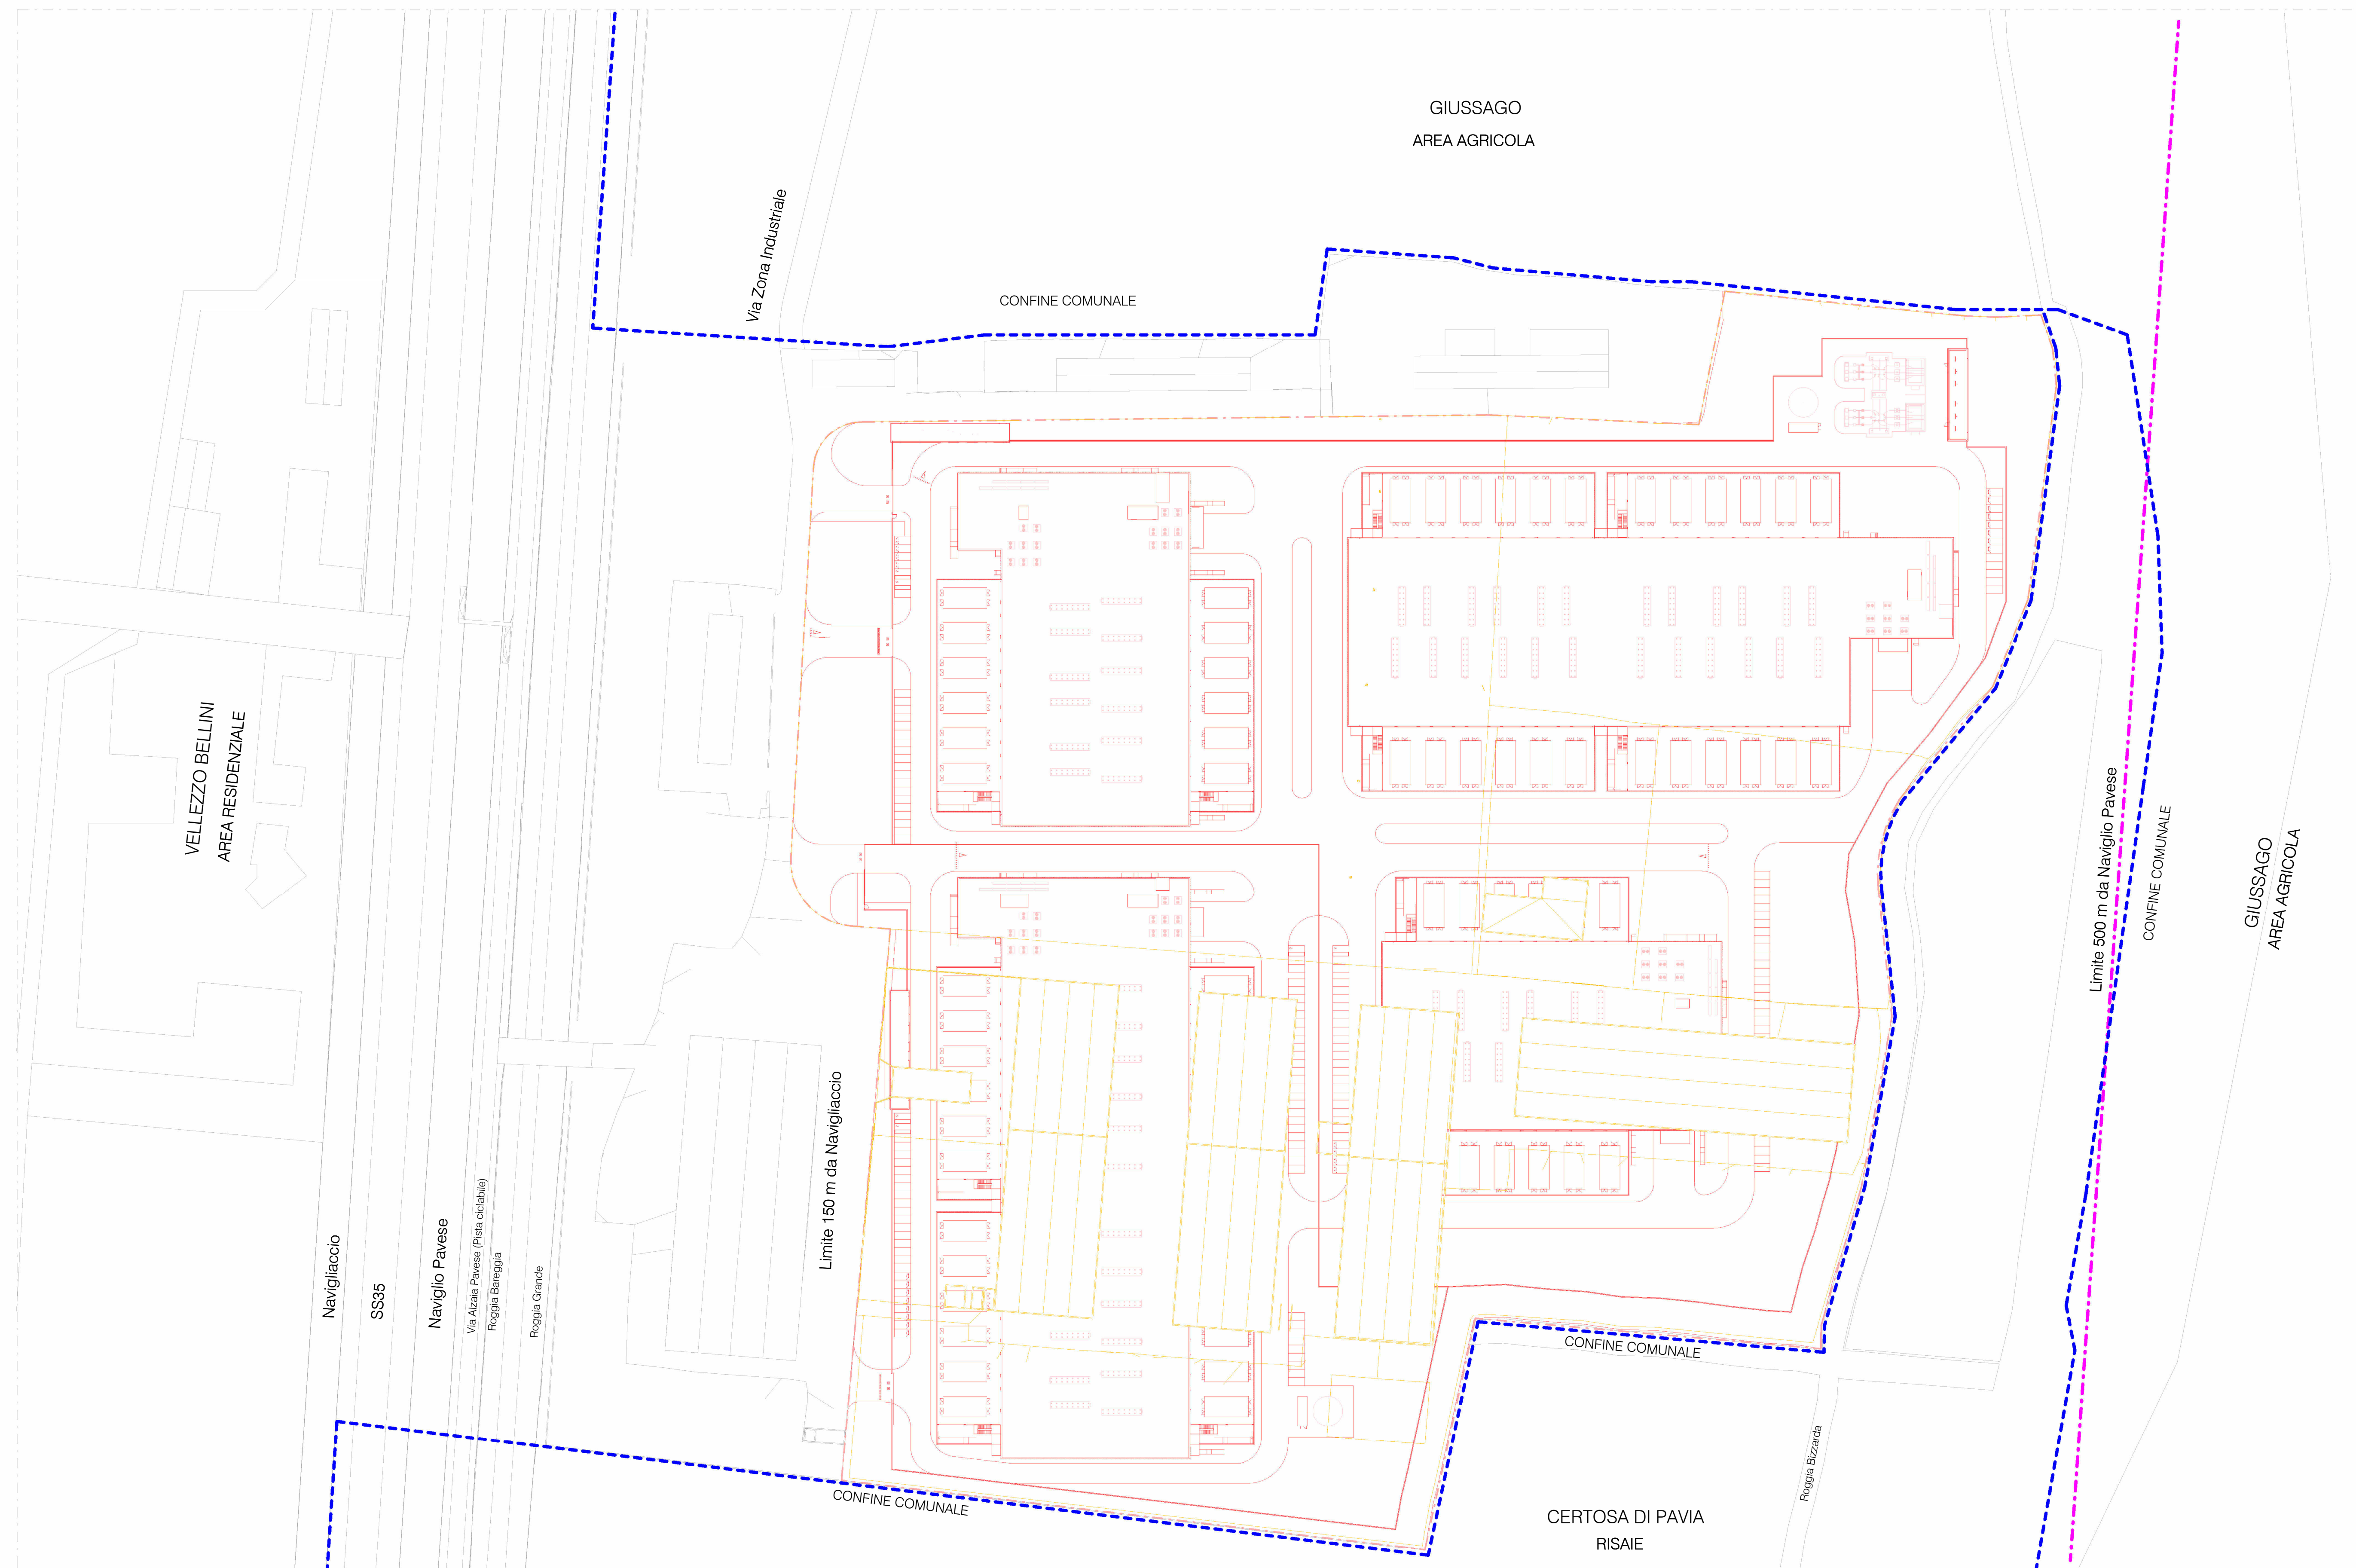 GIUSSAGO
AREA AGRICOLA
Via Zona Industriale
CONFINE COMUNALE
VELLEZZO BELLINI
AREA RESIDENZIALE
Limite 500 m da Naviglio Pavese
CONFINE COMUNALE
GIUSSAGO
AREA AGRICOLA
Limite 150 m da Navigliaccio
Navigliaccio
SS35
Naviglio Pavese
Via Alzaia Pavese (Pista ciclabile)
Roggia Bareggia
Roggia Grande
CONFINE COMUNALE
CONFINE COMUNALE
Roggia Bizzarda
CERTOSA DI PAVIA
RISAIE